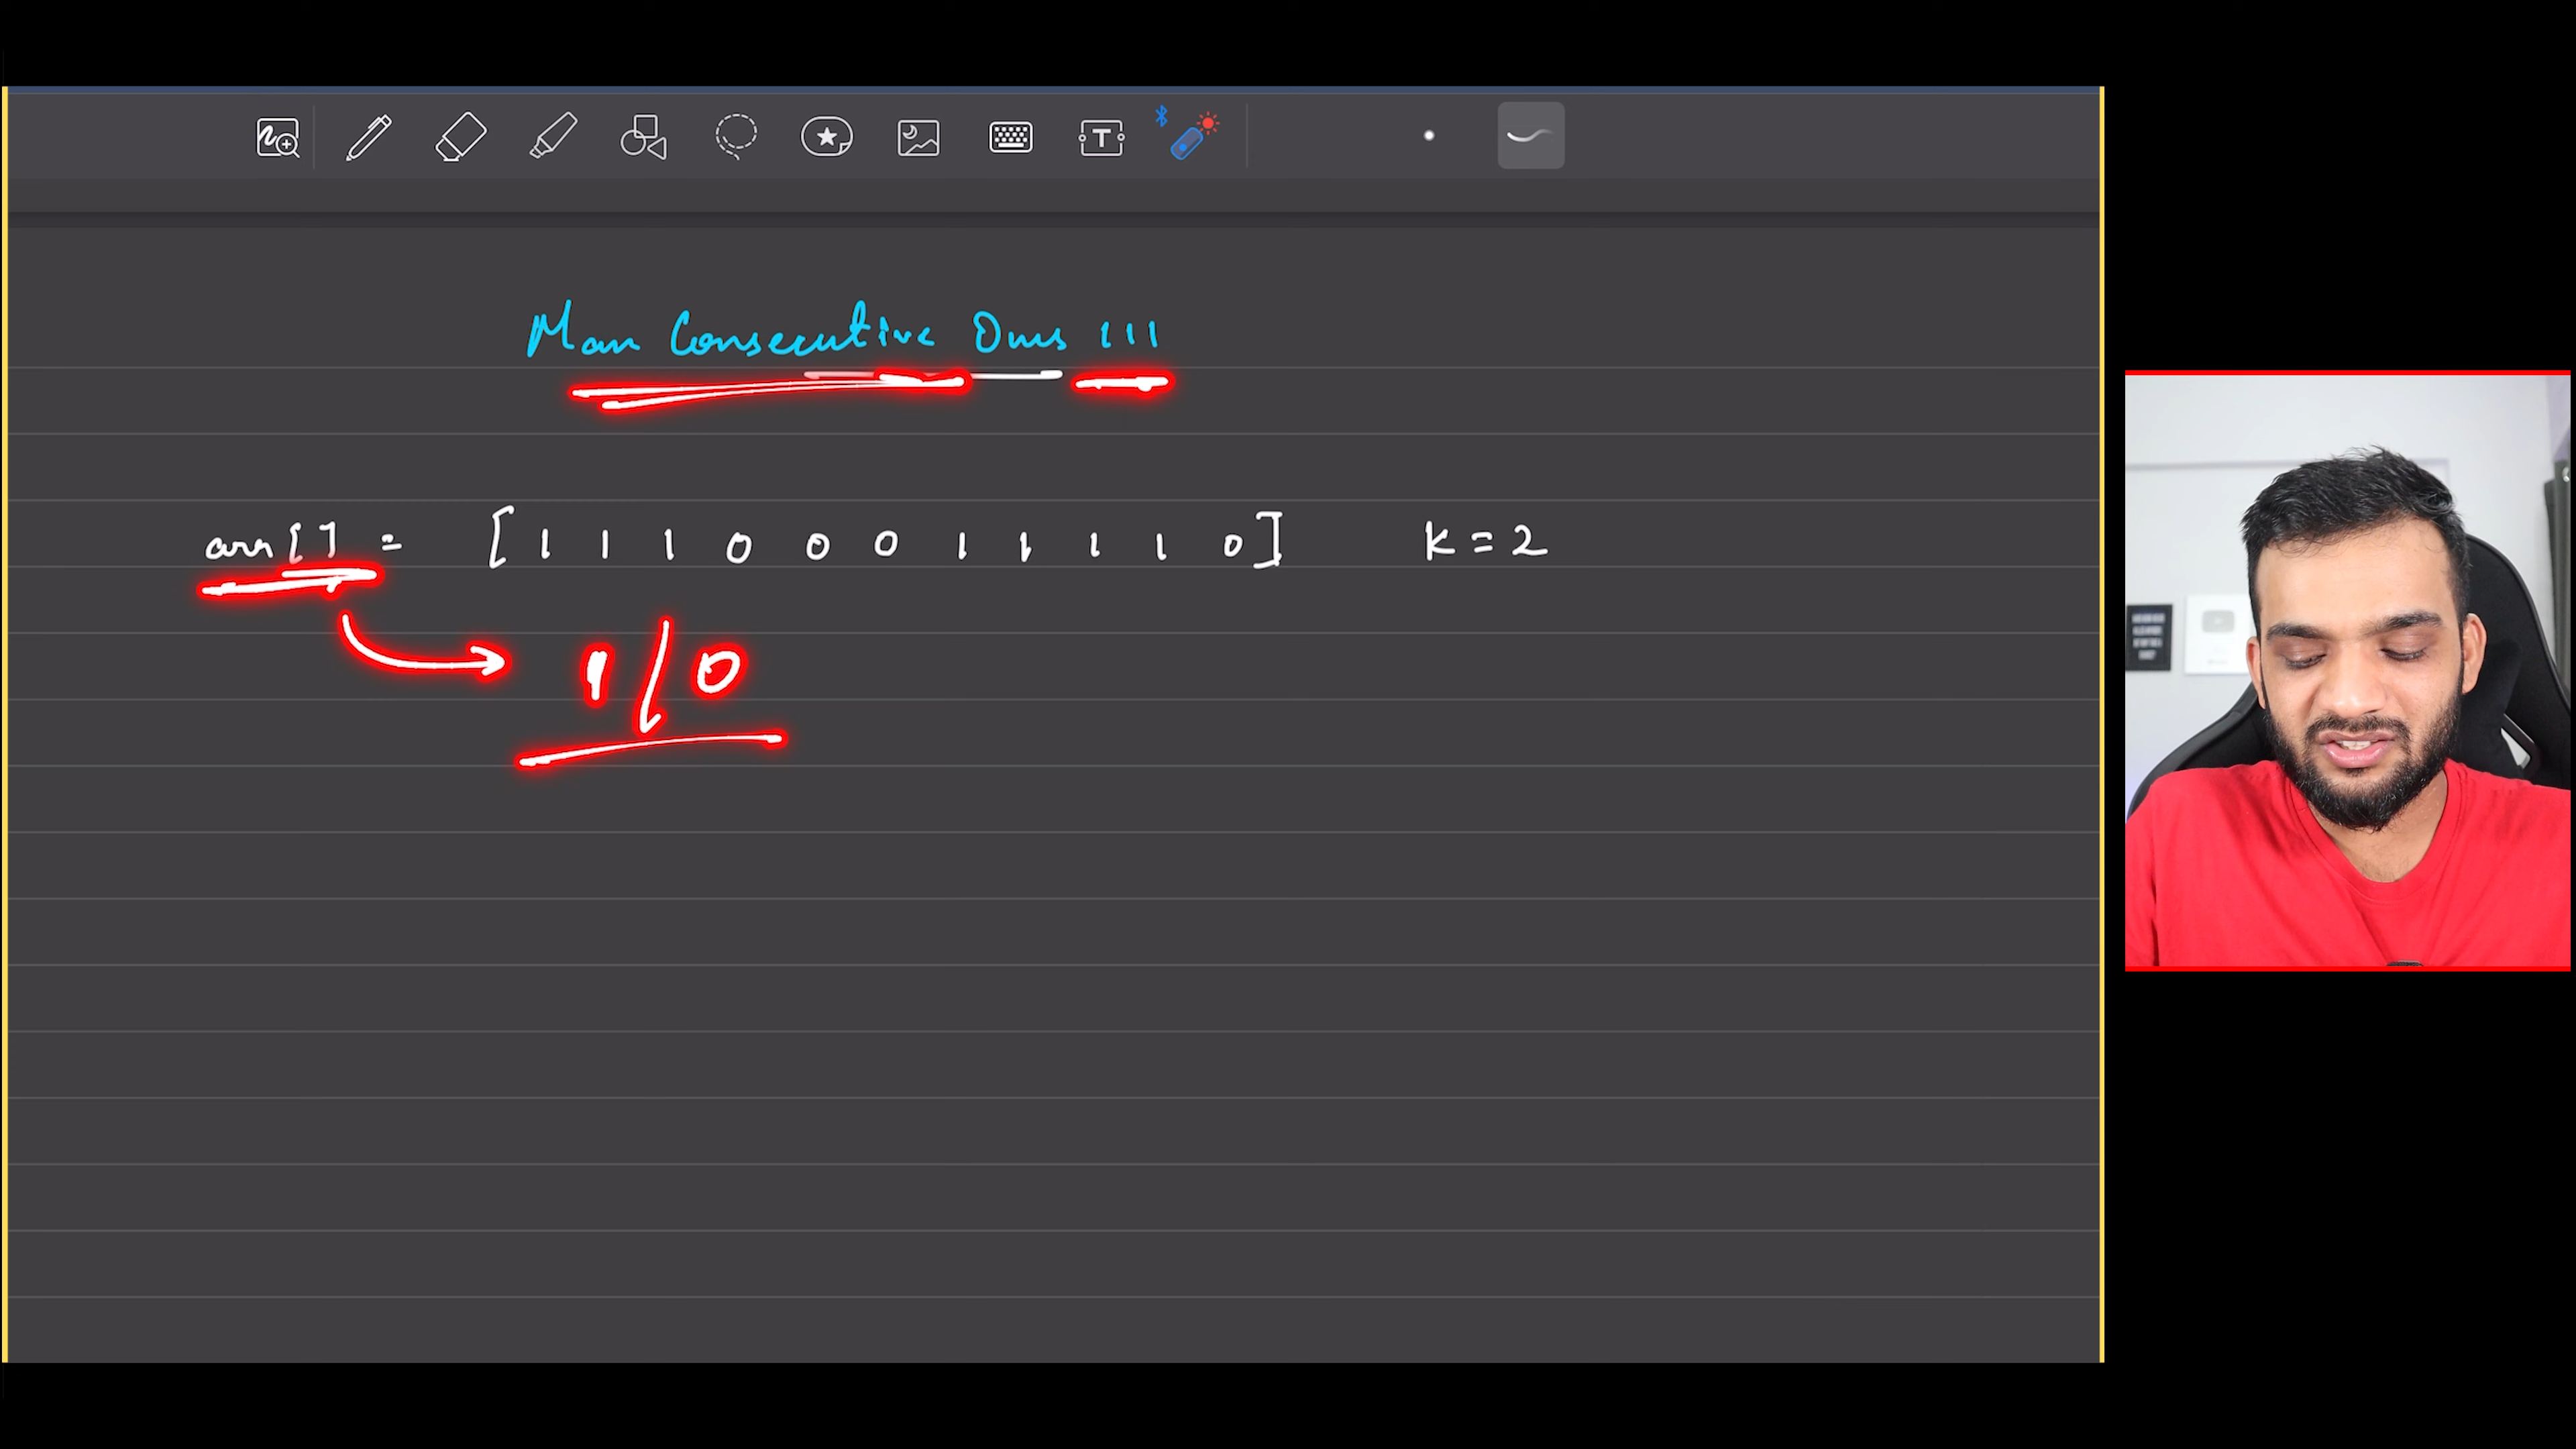 Max Consecutive Ones III
arr[] = [1 1 1 0 0 0 1 1 1 1 0] K = 2
1/0